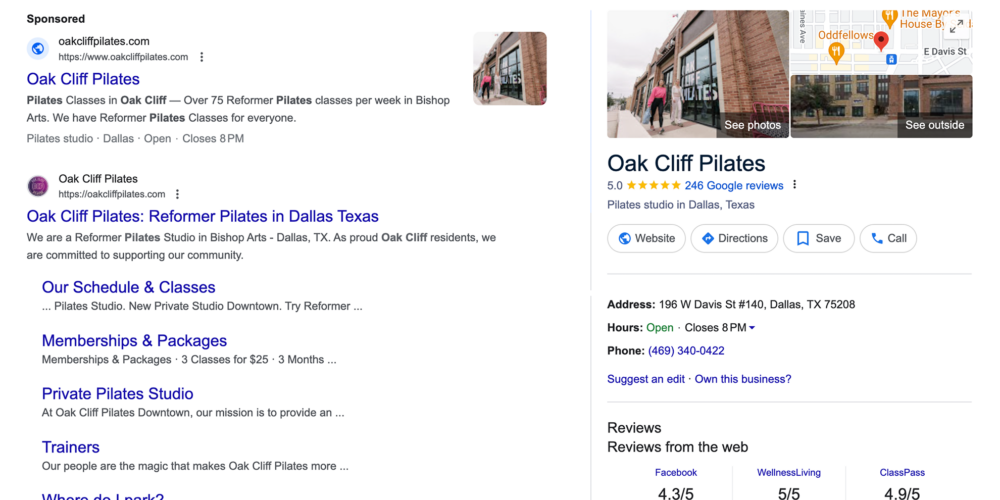 Sponsored
oakcliffpilates.com
https://www.oakcliffpilates.com
Oak Cliff Pilates
Pilates Classes in Oak Cliff — Over 75 Reformer Pilates classes per week in Bishop
Arts. We have Reformer Pilates Classes for everyone.
Pilates studio · Dallas · Open · Closes 8 PM
Oak Cliff Pilates
https://oakcliffpilates.com
Oak Cliff Pilates: Reformer Pilates in Dallas Texas
We are a Reformer Pilates Studio in Bishop Arts - Dallas, TX. As proud Oak Cliff residents, we
are committed to supporting our community.
Our Schedule & Classes
... Pilates Studio. New Private Studio Downtown. Try Reformer ...
Memberships & Packages
Memberships & Packages · 3 Classes for $25 · 3 Months ...
Private Pilates Studio
At Oak Cliff Pilates Downtown, our mission is to provide an ...
Trainers
Our people are the magic that makes Oak Cliff Pilates more ...
Where do I park?
The Mayor's
House By
Oddfellows
E Davis St
See photos
See outside
Oak Cliff Pilates
5.0 246 Google reviews
Pilates studio in Dallas, Texas
Website
Directions
Save
Call
Address: 196 W Davis St #140, Dallas, TX 75208
Hours: Open · Closes 8 PM
Phone: (469) 340-0422
Suggest an edit · Own this business?
Reviews
Reviews from the web
Facebook
4.3/5
WellnessLiving
5/5
ClassPass
4.9/5